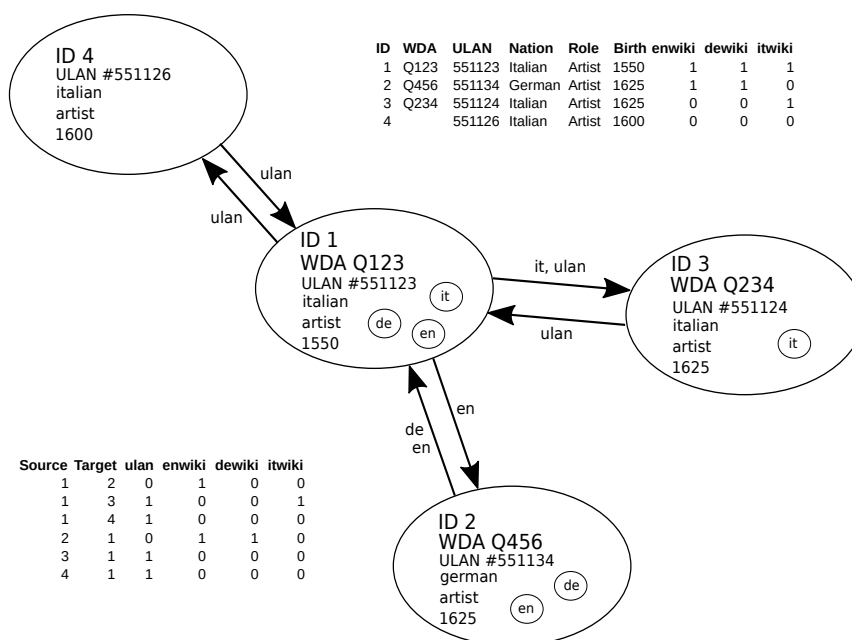 ID 4
ULAN #551126
italian
artist
1600
ID WDA ULAN Nation Role Birth enwiki dewiki itwiki
1 Q123 551123 Italian Artist 1550 1 1 1
2 Q456 551134 German Artist 1625 1 1 0
3 Q234 551124 Italian Artist 1625 0 0 1
4 551126 Italian Artist 1600 0 0 0
ulan
ulan
ID 1
WDA Q123
ULAN #551123
italian
artist
1550
it
de
en
it, ulan
ulan
ID 3
WDA Q234
ULAN #551124
italian
artist
1625
it
en
de
en
Source Target ulan enwiki dewiki itwiki
1 2 0 1 0 0
1 3 1 0 0 1
1 4 1 0 0 0
2 1 0 1 1 0
3 1 1 0 0 0
4 1 1 0 0 0
ID 2
WDA Q456
ULAN #551134
german
artist
1625
de
en